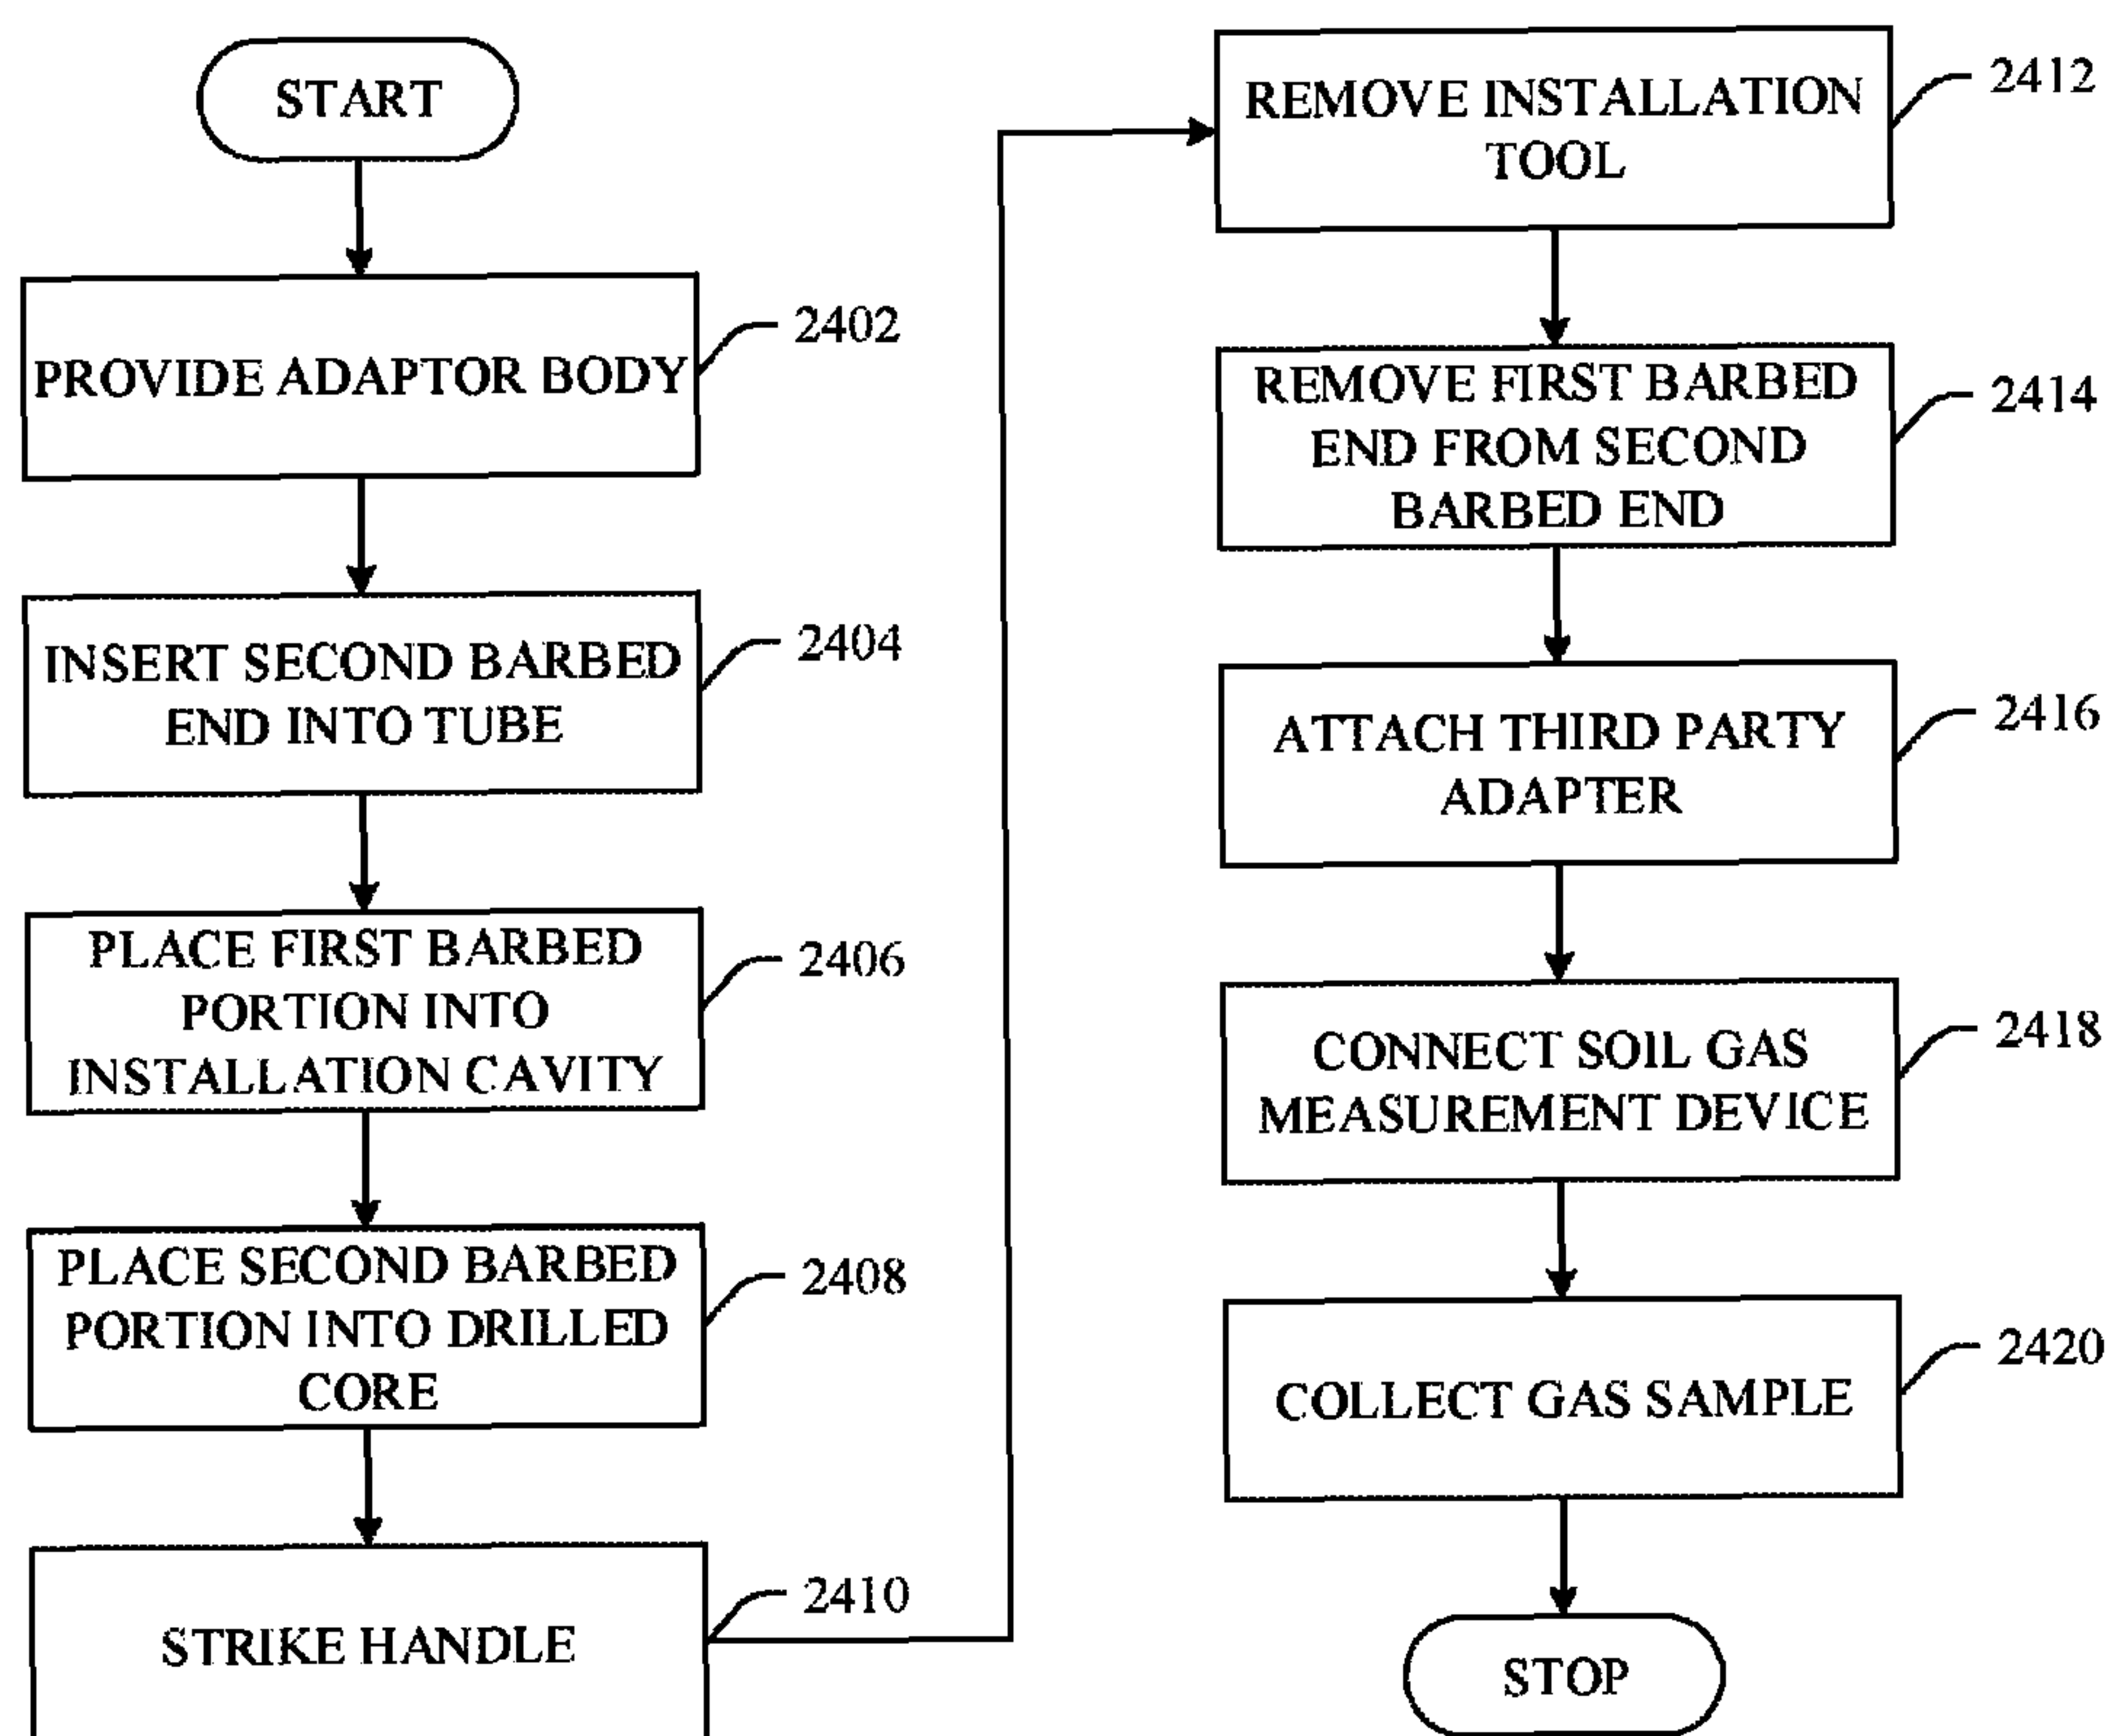 START
PROVIDE ADAPTOR BODY
2402
INSERT SECOND BARBED
END INTO TUBE
2404
PLACE FIRST BARBED
PORTION INTO
INSTALLATION CAVITY
2406
PLACE SECOND BARBED
PORTION INTO DRILLED
CORE
2408
STRIKE HANDLE
2410
REMOVE INSTALLATION
TOOL
2412
REMOVE FIRST BARBED
END FROM SECOND
BARBED END
2414
ATTACH THIRD PARTY
ADAPTER
2416
CONNECT SOIL GAS
MEASUREMENT DEVICE
2418
COLLECT GAS SAMPLE
2420
STOP